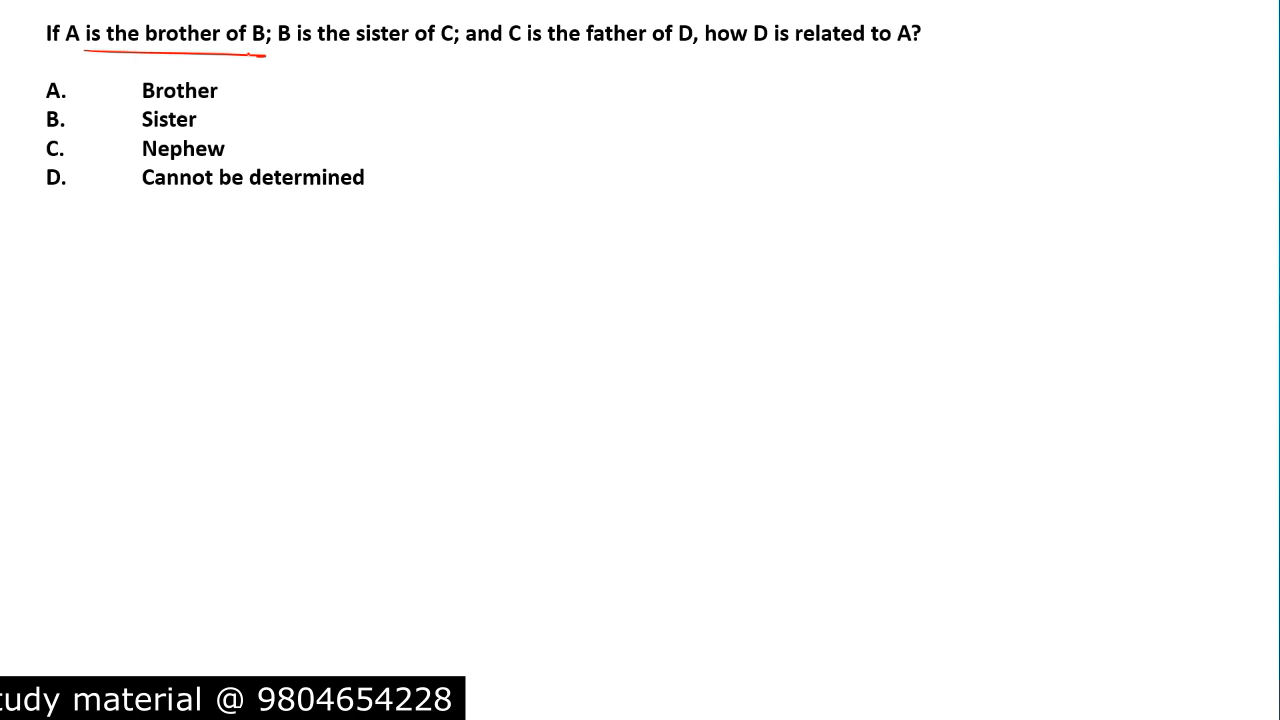 If A is the brother of B; B is the sister of C; and C is the father of D, how D is related to A?
A. Brother
B. Sister
C. Nephew
D. Cannot be determined
material @ 9804654228